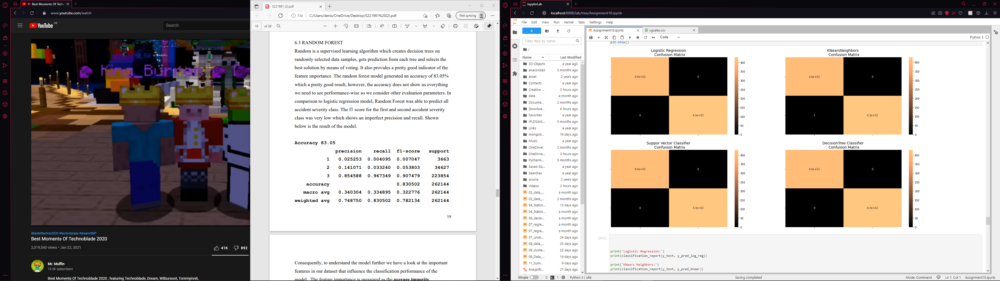 Best Moments Of Techn
www.youtube.com/watch
YouTube GB
Search
King Burger
#bestoftechno2020 #technoblade #dreamSMP
Best Moments Of Technoblade 2020
2,019,540 views • Jan 22, 2021
41K
892
Mr. Muffin
15.2K subscribers
Best Moments Of Technoblade 2020 , featuring Technoblade, Dream, Wilbursoot, Tommyinnit,
S221981 (2).pdf
File
C:/Users/denis/OneDrive/Desktop/S221981%20(2).pdf
Not syncing
19
of 28
6.3 RANDOM FOREST
Random is a supervised learning algorithm which creates decision trees on
randomly selected data samples, gets prediction from each tree and selects the
best solution by means of voting. It also provides a pretty good indicator of the
feature importance. The random forest model generated an accuracy of 83.05%
which a pretty good result, however, the accuracy does not show us everything
we need to see performance-wise so we consider other evaluation parameters. In
comparison to logistic regression model, Random Forest was able to predict all
accident severity class. The f1 score for the first and second accident severity
class was very low which shows an imperfect precision and recall. Shown
below is the result of the model.
Accuracy 83.05
precision recall f1-score support
1 0.025253 0.004095 0.007047 3663
2 0.141071 0.033240 0.053803 34627
3 0.854588 0.967349 0.907479 223854
accuracy 0.830502 262144
macro avg 0.340304 0.334895 0.322776 262144
weighted avg 0.748750 0.830502 0.782134 262144
19
Consequently, to understand the model further we have a look at the important
features in our dataset that influence the classification performance of the
model. The feature importance is measured as the average impurity
JupyterLab
localhost:8888/lab/tree/Assignment10.ipynb
File Edit View Run Kernel Tabs Settings Help
Filter files by name
/
Name Last Modified
3D Objects a year ago
anaconda3 5 months ago
ansel 2 years ago
Contacts a year ago
Creative ... 3 hours ago
data a month ago
Docume... 2 months ago
Downloa... 6 hours ago
Favorites a year ago
IPLDSAM... 5 months ago
Links a year ago
mongod... 16 days ago
Music a year ago
OneDrive 2 months ago
OneDrive... 3 hours ago
Pycharm... 5 months ago
Saved Ga... a year ago
Searches a year ago
source 2 years ago
Videos 3 hours ago
03_data_... a month ago
03_data_... 2 months ago
04_Statist... 13 days ago
04_Statist... a month ago
06_decisi... a month ago
07_regre... a month ago
07_regre... a month ago
07_unstr... 24 days ago
08_data_... 23 days ago
09_cluste... 22 days ago
09_Data_... 14 days ago
11_Sum... 9 days ago
AraujoRi... 21 days ago
Assignment10.ipynb
vgsales.csv
Code
Python 3
plt.show()
Logistic Regression
Confusion Matrix
4.0e+02 0
0 4.3e+02
400
350
300
250
200
150
100
50
0
KNearsNeighbors
Confusion Matrix
4.0e+02 0
1 4.3e+02
400
350
300
250
200
150
100
50
0
Suppor Vector Classifier
Confusion Matrix
4.0e+02 0
0 4.3e+02
400
350
300
250
200
150
100
50
0
DecisionTree Classifier
Confusion Matrix
4.0e+02 0
0 4.3e+02
400
350
300
250
200
150
100
50
0
[63]:
print('Logistic Regression:')
print(classification_report(y_test, y_pred_log_reg))
print('KNears Neighbors:')
print(classification_report(y_test, y_pred_knear))
Simple 0 1 Python 3 | Idle
Saving completed
Mode: Command Ln 1, Col 1 Assignment10.ipynb